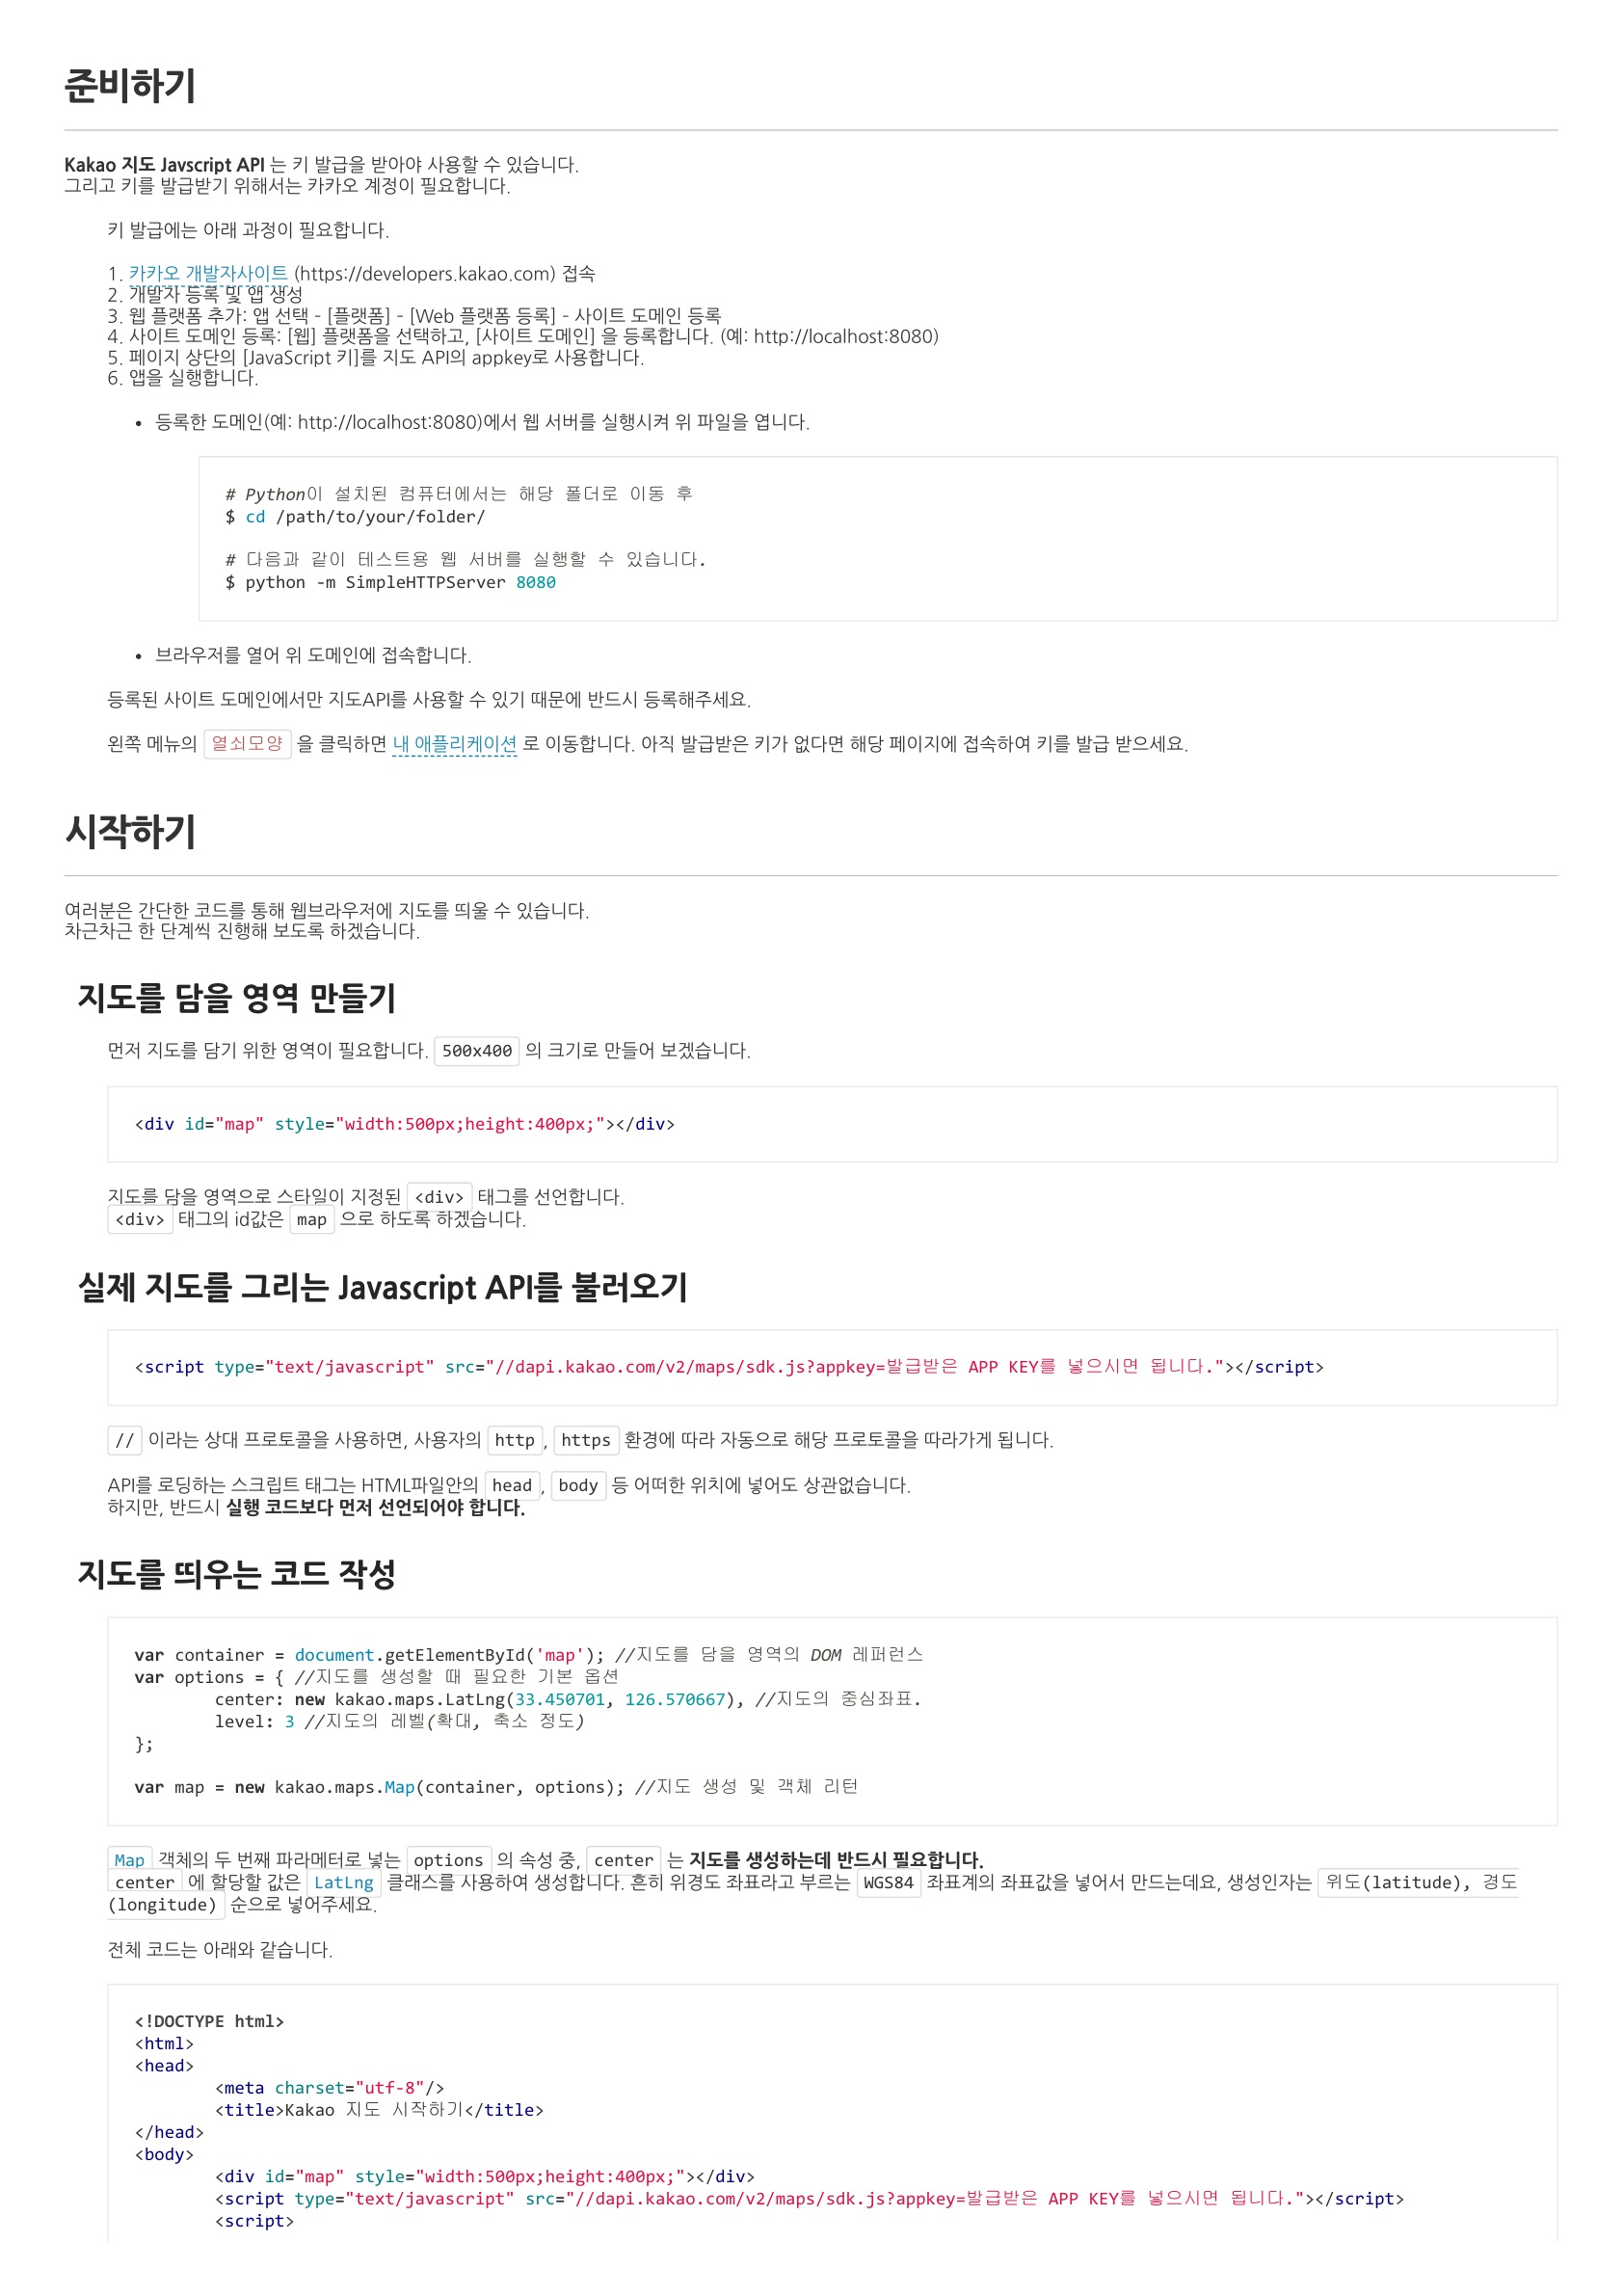 준비하기
Kakao 지도 Javscript API 는 키 발급을 받아야 사용할 수 있습니다.
그리고 키를 발급받기 위해서는 카카오 계정이 필요합니다.
키 발급에는 아래 과정이 필요합니다.
1. 카카오 개발자사이트 (https://developers.kakao.com) 접속
2. 개발자 등록 및 앱 생성
3. 웹 플랫폼 추가: 앱 선택 - [플랫폼] - [Web 플랫폼 등록] - 사이트 도메인 등록
4. 사이트 도메인 등록: [웹] 플랫폼을 선택하고, [사이트 도메인] 을 등록합니다. (예: http://localhost:8080)
5. 페이지 상단의 [JavaScript 키]를 지도 API의 appkey로 사용합니다.
6. 앱을 실행합니다.
• 등록한 도메인(예: http://localhost:8080)에서 웹 서버를 실행시켜 위 파일을 엽니다.
# Python이 설치된 컴퓨터에서는 해당 폴더로 이동 후
$ cd /path/to/your/folder/
# 다음과 같이 테스트용 웹 서버를 실행할 수 있습니다.
$ python -m SimpleHTTPServer 8080
• 브라우저를 열어 위 도메인에 접속합니다.
등록된 사이트 도메인에서만 지도API를 사용할 수 있기 때문에 반드시 등록해주세요.
왼쪽 메뉴의 열쇠모양 을 클릭하면 내 애플리케이션 로 이동합니다. 아직 발급받은 키가 없다면 해당 페이지에 접속하여 키를 발급 받으세요.
시작하기
여러분은 간단한 코드를 통해 웹브라우저에 지도를 띄울 수 있습니다.
차근차근 한 단계씩 진행해 보도록 하겠습니다.
지도를 담을 영역 만들기
먼저 지도를 담기 위한 영역이 필요합니다. 500x400 의 크기로 만들어 보겠습니다.
<div id="map" style="width:500px;height:400px;"></div>
지도를 담을 영역으로 스타일이 지정된 <div> 태그를 선언합니다.
<div> 태그의 id값은 map 으로 하도록 하겠습니다.
실제 지도를 그리는 Javascript API를 불러오기
<script type="text/javascript" src="//dapi.kakao.com/v2/maps/sdk.js?appkey=발급받은 APP KEY를 넣으시면 됩니다."></script>
// 이라는 상대 프로토콜을 사용하면, 사용자의 http, https 환경에 따라 자동으로 해당 프로토콜을 따라가게 됩니다.
API를 로딩하는 스크립트 태그는 HTML파일안의 head, body 등 어떠한 위치에 넣어도 상관없습니다.
하지만, 반드시 실행 코드보다 먼저 선언되어야 합니다.
지도를 띄우는 코드 작성
var container = document.getElementById('map'); //지도를 담을 영역의 DOM 레퍼런스
var options = { //지도를 생성할 때 필요한 기본 옵션
center: new kakao.maps.LatLng(33.450701, 126.570667), //지도의 중심좌표.
level: 3 //지도의 레벨(확대, 축소 정도)
};
var map = new kakao.maps.Map(container, options); //지도 생성 및 객체 리턴
Map 객체의 두 번째 파라메터로 넣는 options 의 속성 중, center 는 지도를 생성하는데 반드시 필요합니다.
center 에 할당할 값은 LatLng 클래스를 사용하여 생성합니다. 흔히 위경도 좌표라고 부르는 WGS84 좌표계의 좌표값을 넣어서 만드는데요, 생성인자는 위도(latitude), 경도
(longitude) 순으로 넣어주세요.
전체 코드는 아래와 같습니다.
<!DOCTYPE html>
<html>
<head>
<meta charset="utf-8"/>
<title>Kakao 지도 시작하기</title>
</head>
<body>
<div id="map" style="width:500px;height:400px;"></div>
<script type="text/javascript" src="//dapi.kakao.com/v2/maps/sdk.js?appkey=발급받은 APP KEY를 넣으시면 됩니다."></script>
<script>